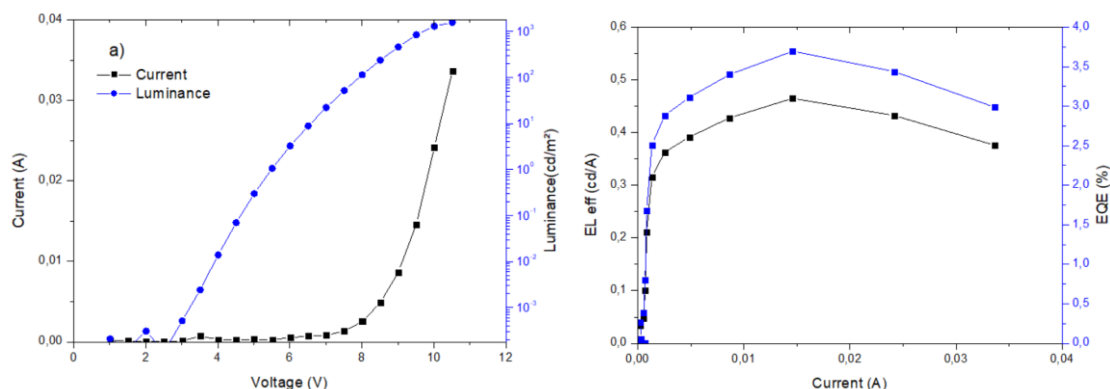 a)
Current
Luminance
0,04
0,03
0,02
0,01
0,00
Current (A)
0 2 4 6 8 10 12
Voltage (V)
10³
10²
10¹
10⁰
10⁻¹
10⁻²
10⁻³
Luminance(cd/m²)
0,6
0,5
0,4
0,3
0,2
0,1
0,0
EL eff (cd/A)
0,00 0,01 0,02 0,03 0,04
Current (A)
4,0
3,5
3,0
2,5
2,0
1,5
1,0
0,5
0,0
EQE (%)